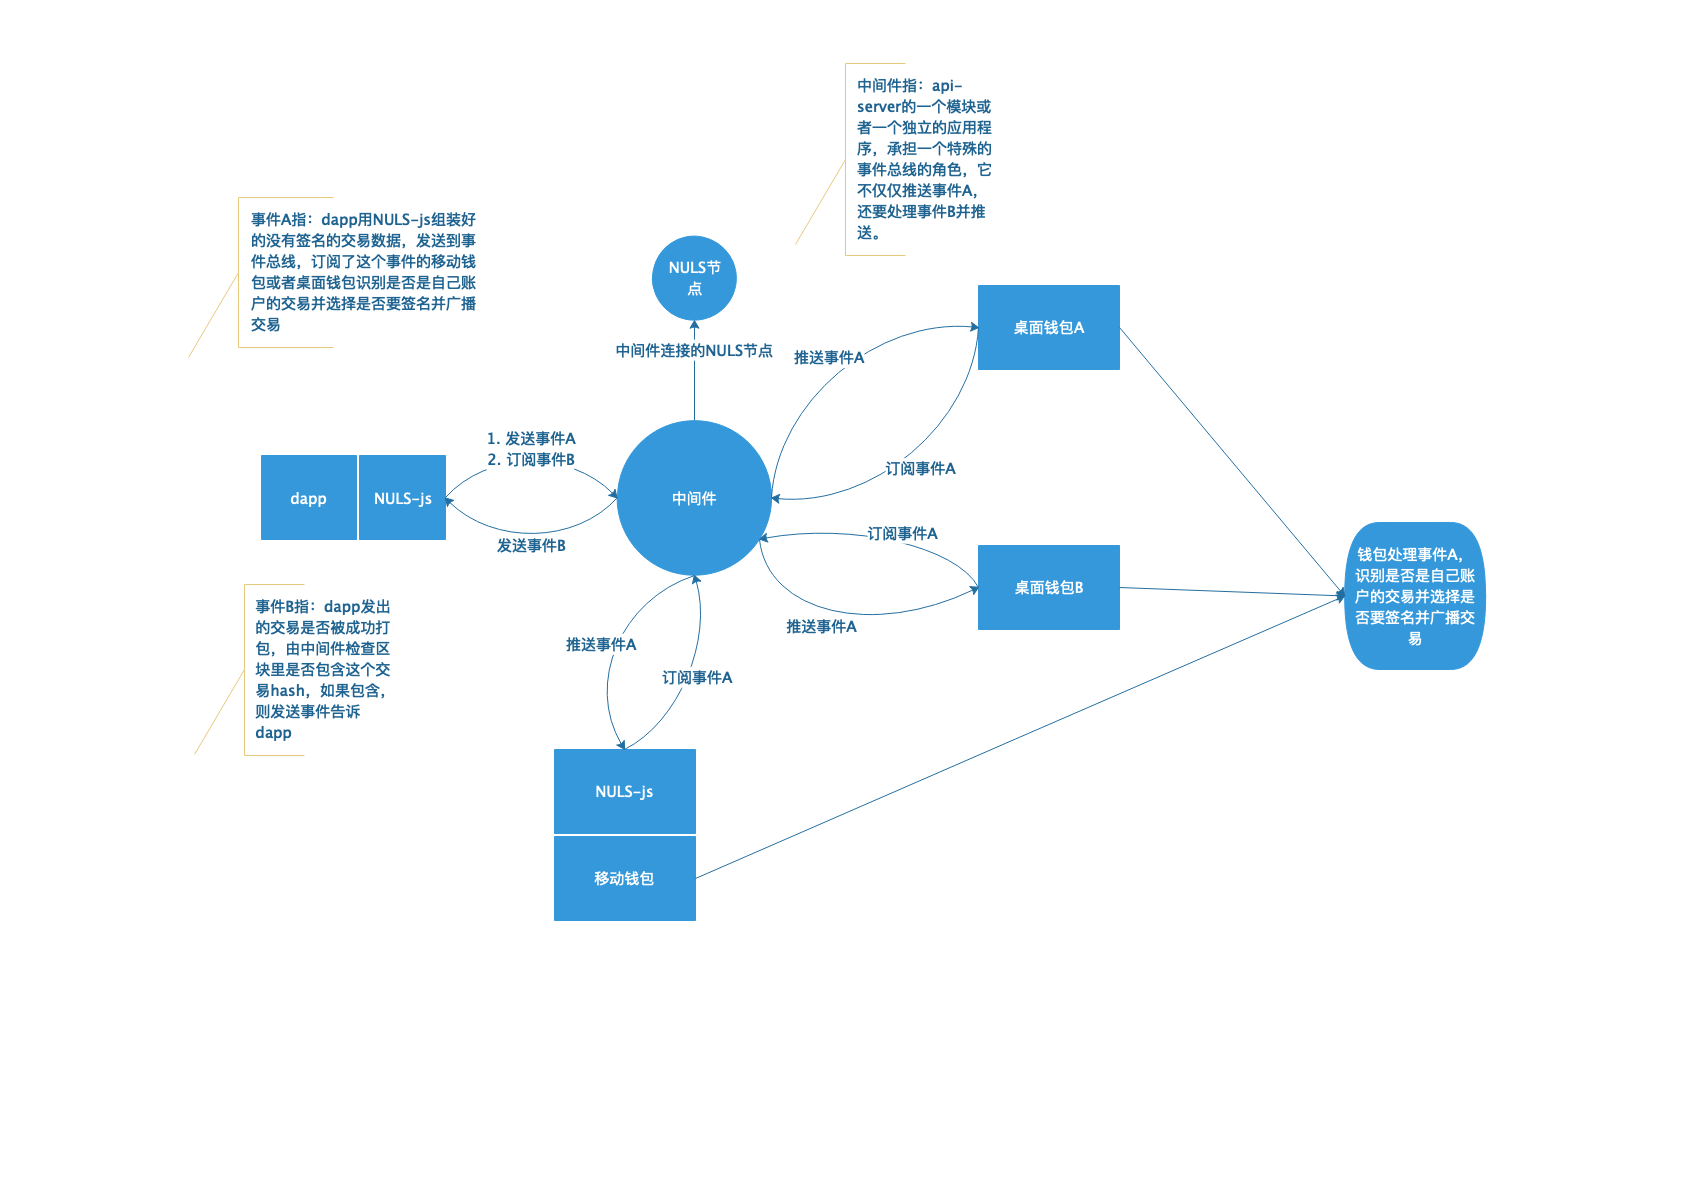 中间件指：api-
server的一个模块或
者一个独立的应用程
序，承担一个特殊的
事件总线的角色，它
不仅仅推送事件A，
还要处理事件B并推
送。
事件A指：dapp用NULS-js组装好
的没有签名的交易数据，发送到事
件总线，订阅了这个事件的移动钱
包或者桌面钱包识别是否是自己账
户的交易并选择是否要签名并广播
交易
NULS节
点
中间件连接的NULS节点
桌面钱包A
推送事件A
订阅事件A
1. 发送事件A
2. 订阅事件B
dapp
NULS-js
中间件
发送事件B
订阅事件A
桌面钱包B
推送事件A
钱包处理事件A，
识别是否是自己账
户的交易并选择是
否要签名并广播交
易
事件B指：dapp发出
的交易是否被成功打
包，由中间件检查区
块里是否包含这个交
易hash，如果包含，
则发送事件告诉
dapp
推送事件A
订阅事件A
NULS-js
移动钱包